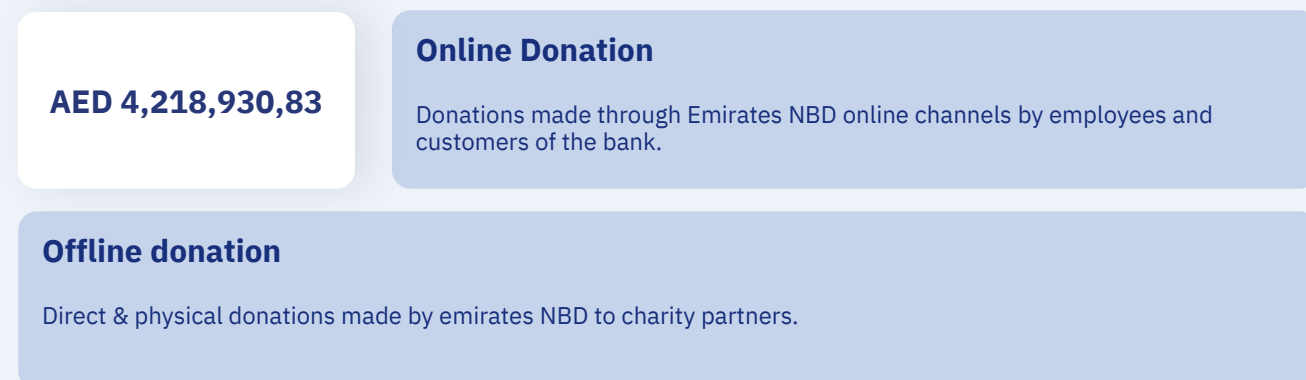 AED 4,218,930,83
Online Donation
Donations made through Emirates NBD online channels by employees and
customers of the bank.
Offline donation
Direct & physical donations made by emirates NBD to charity partners.